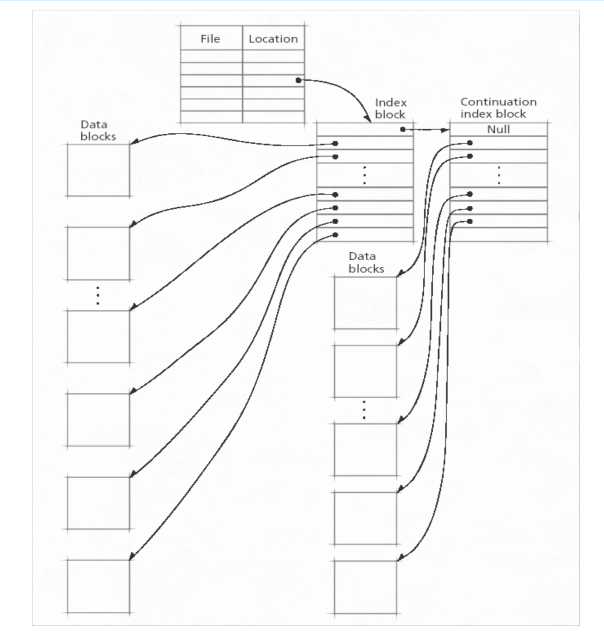 File Location
Index
block
Continuation
index block
Null
Data
blocks
Data
blocks